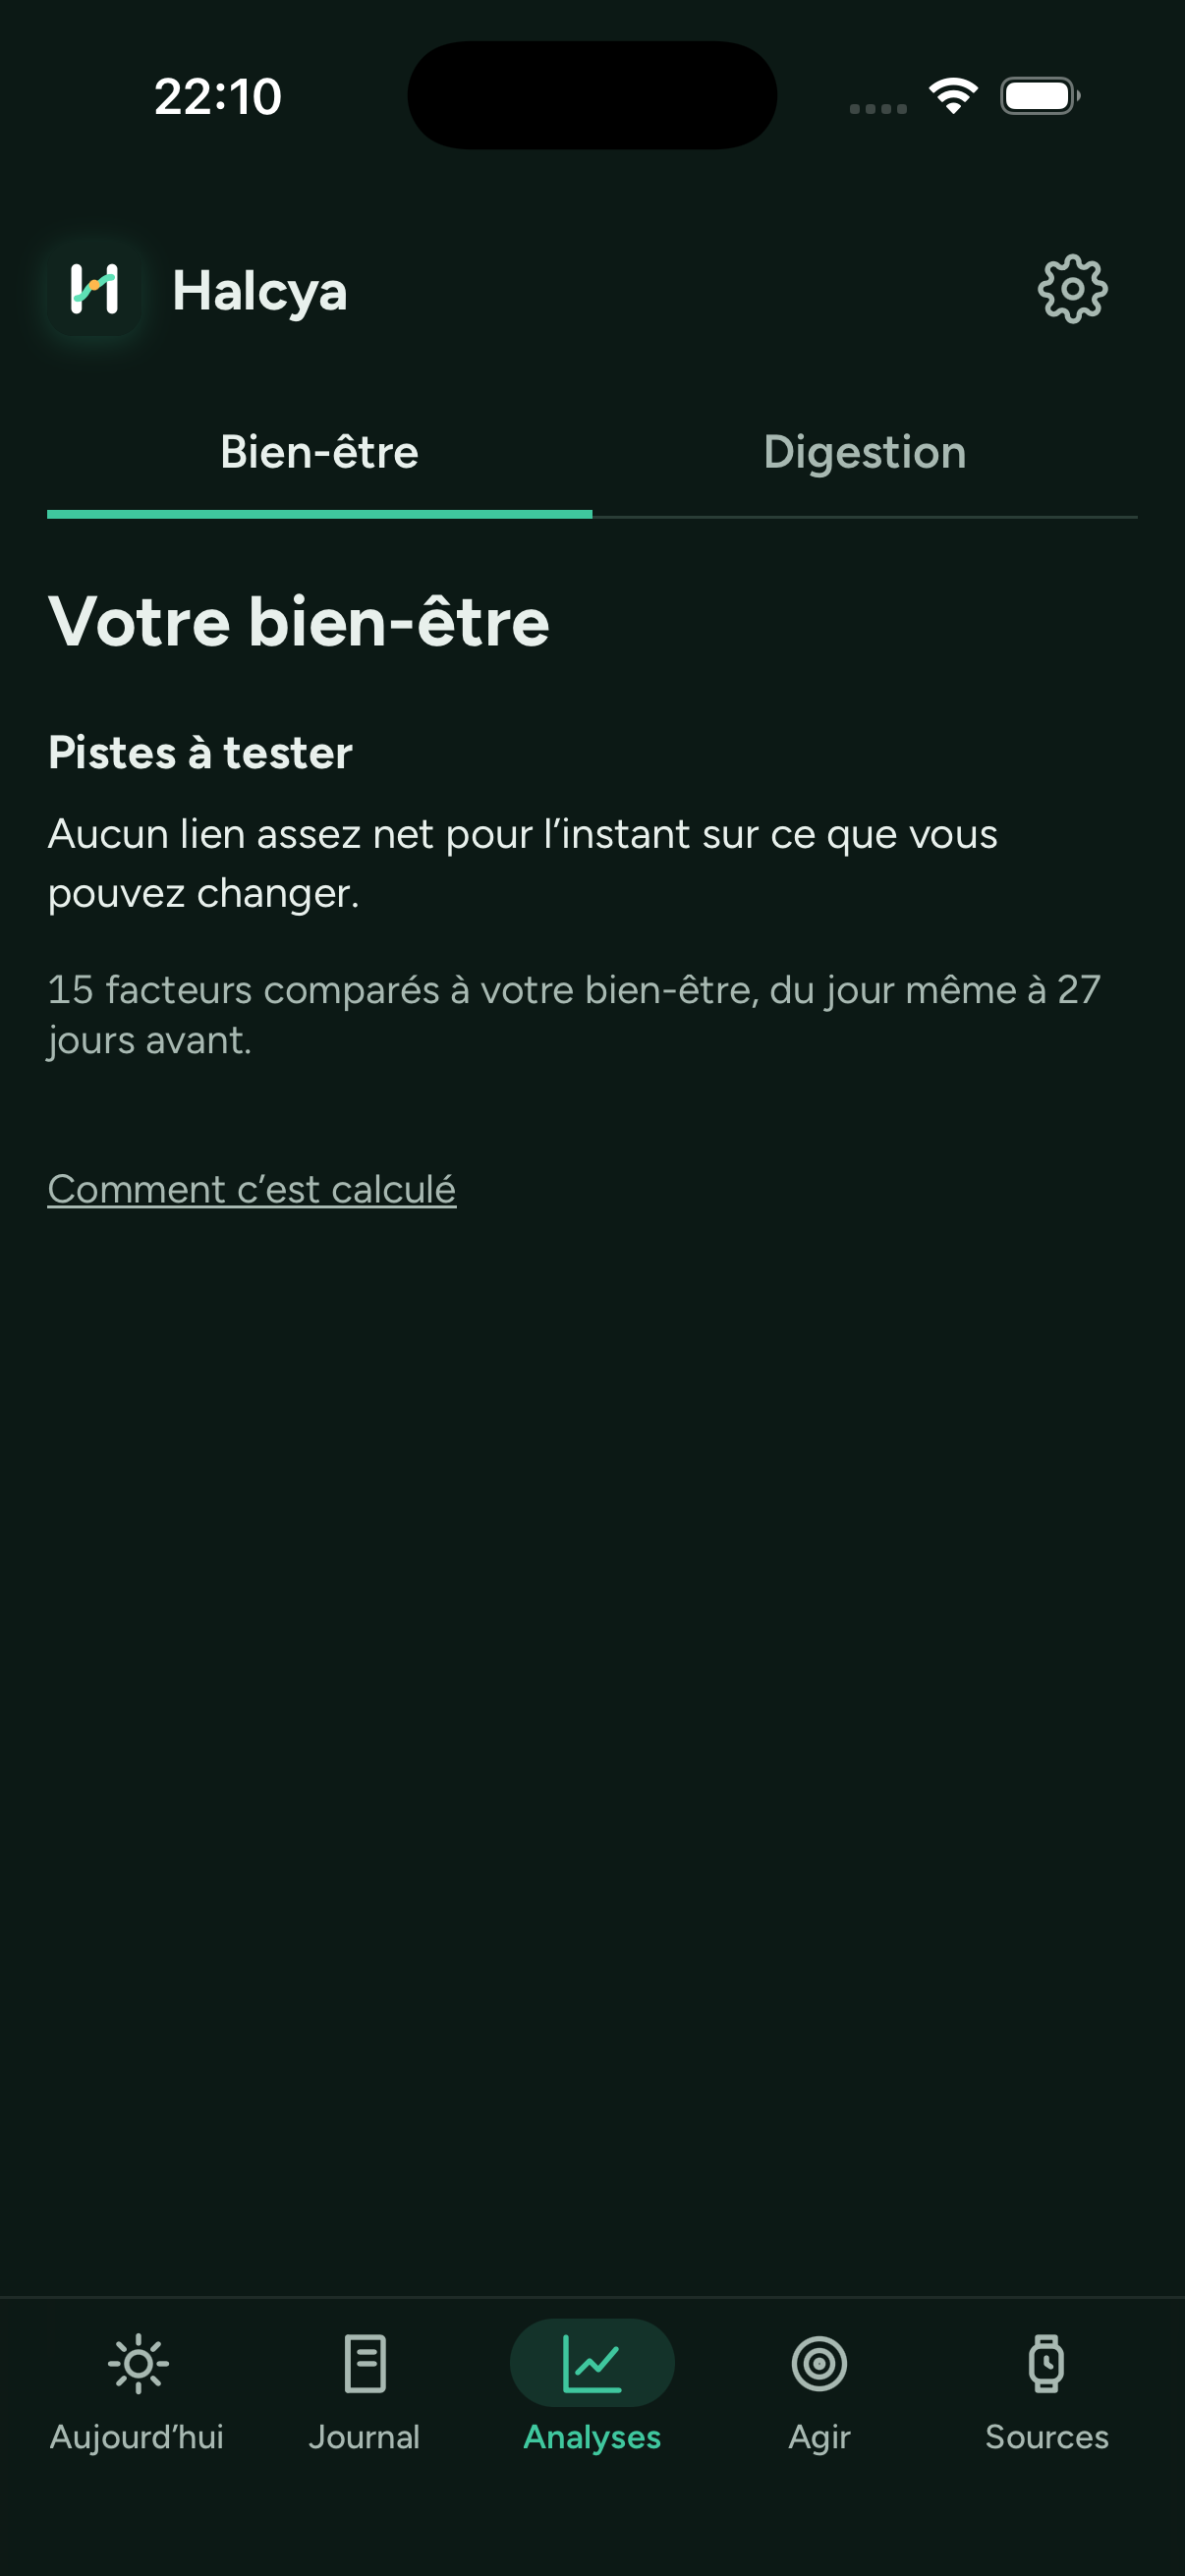 22:10
Halcya
Bien-être
Digestion
Votre bien-être
Pistes à tester
Aucun lien assez net pour l’instant sur ce que vous
pouvez changer.
15 facteurs comparés à votre bien-être, du jour même à 27
jours avant.
Comment c’est calculé
Aujourd’hui
Journal
Analyses
Agir
Sources